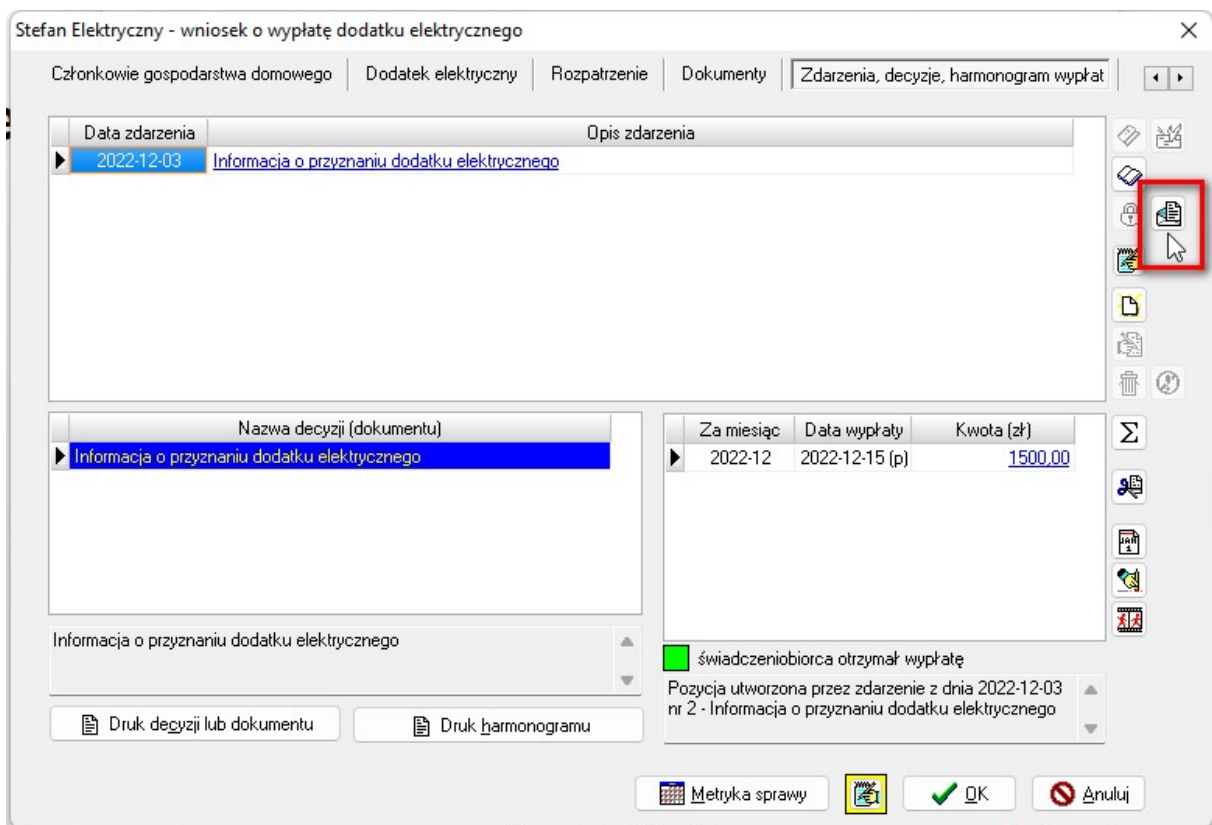 Stefan Elektryczny - wniosek o wypłatę dodatku elektrycznego
Członkowie gospodarstwa domowego Dodatek elektryczny Rozpatrzenie Dokumenty Zdarzenia, decyzje, harmonogram wypłat
Data zdarzenia Opis zdarzenia
2022-12-03 Informacja o przyznaniu dodatku elektrycznego
Nazwa decyzji (dokumentu)
Informacja o przyznaniu dodatku elektrycznego
Za miesiąc Data wypłaty Kwota (zł)
2022-12 2022-12-15 (p) 1500,00
Σ
JAN
1
Informacja o przyznaniu dodatku elektrycznego
świadczeniobiorca otrzymał wypłatę
Pozycja utworzona przez zdarzenie z dnia 2022-12-03
nr 2 - Informacja o przyznaniu dodatku elektrycznego
Druk decyzji lub dokumentu Druk harmonogramu
Metryka sprawy OK Anuluj